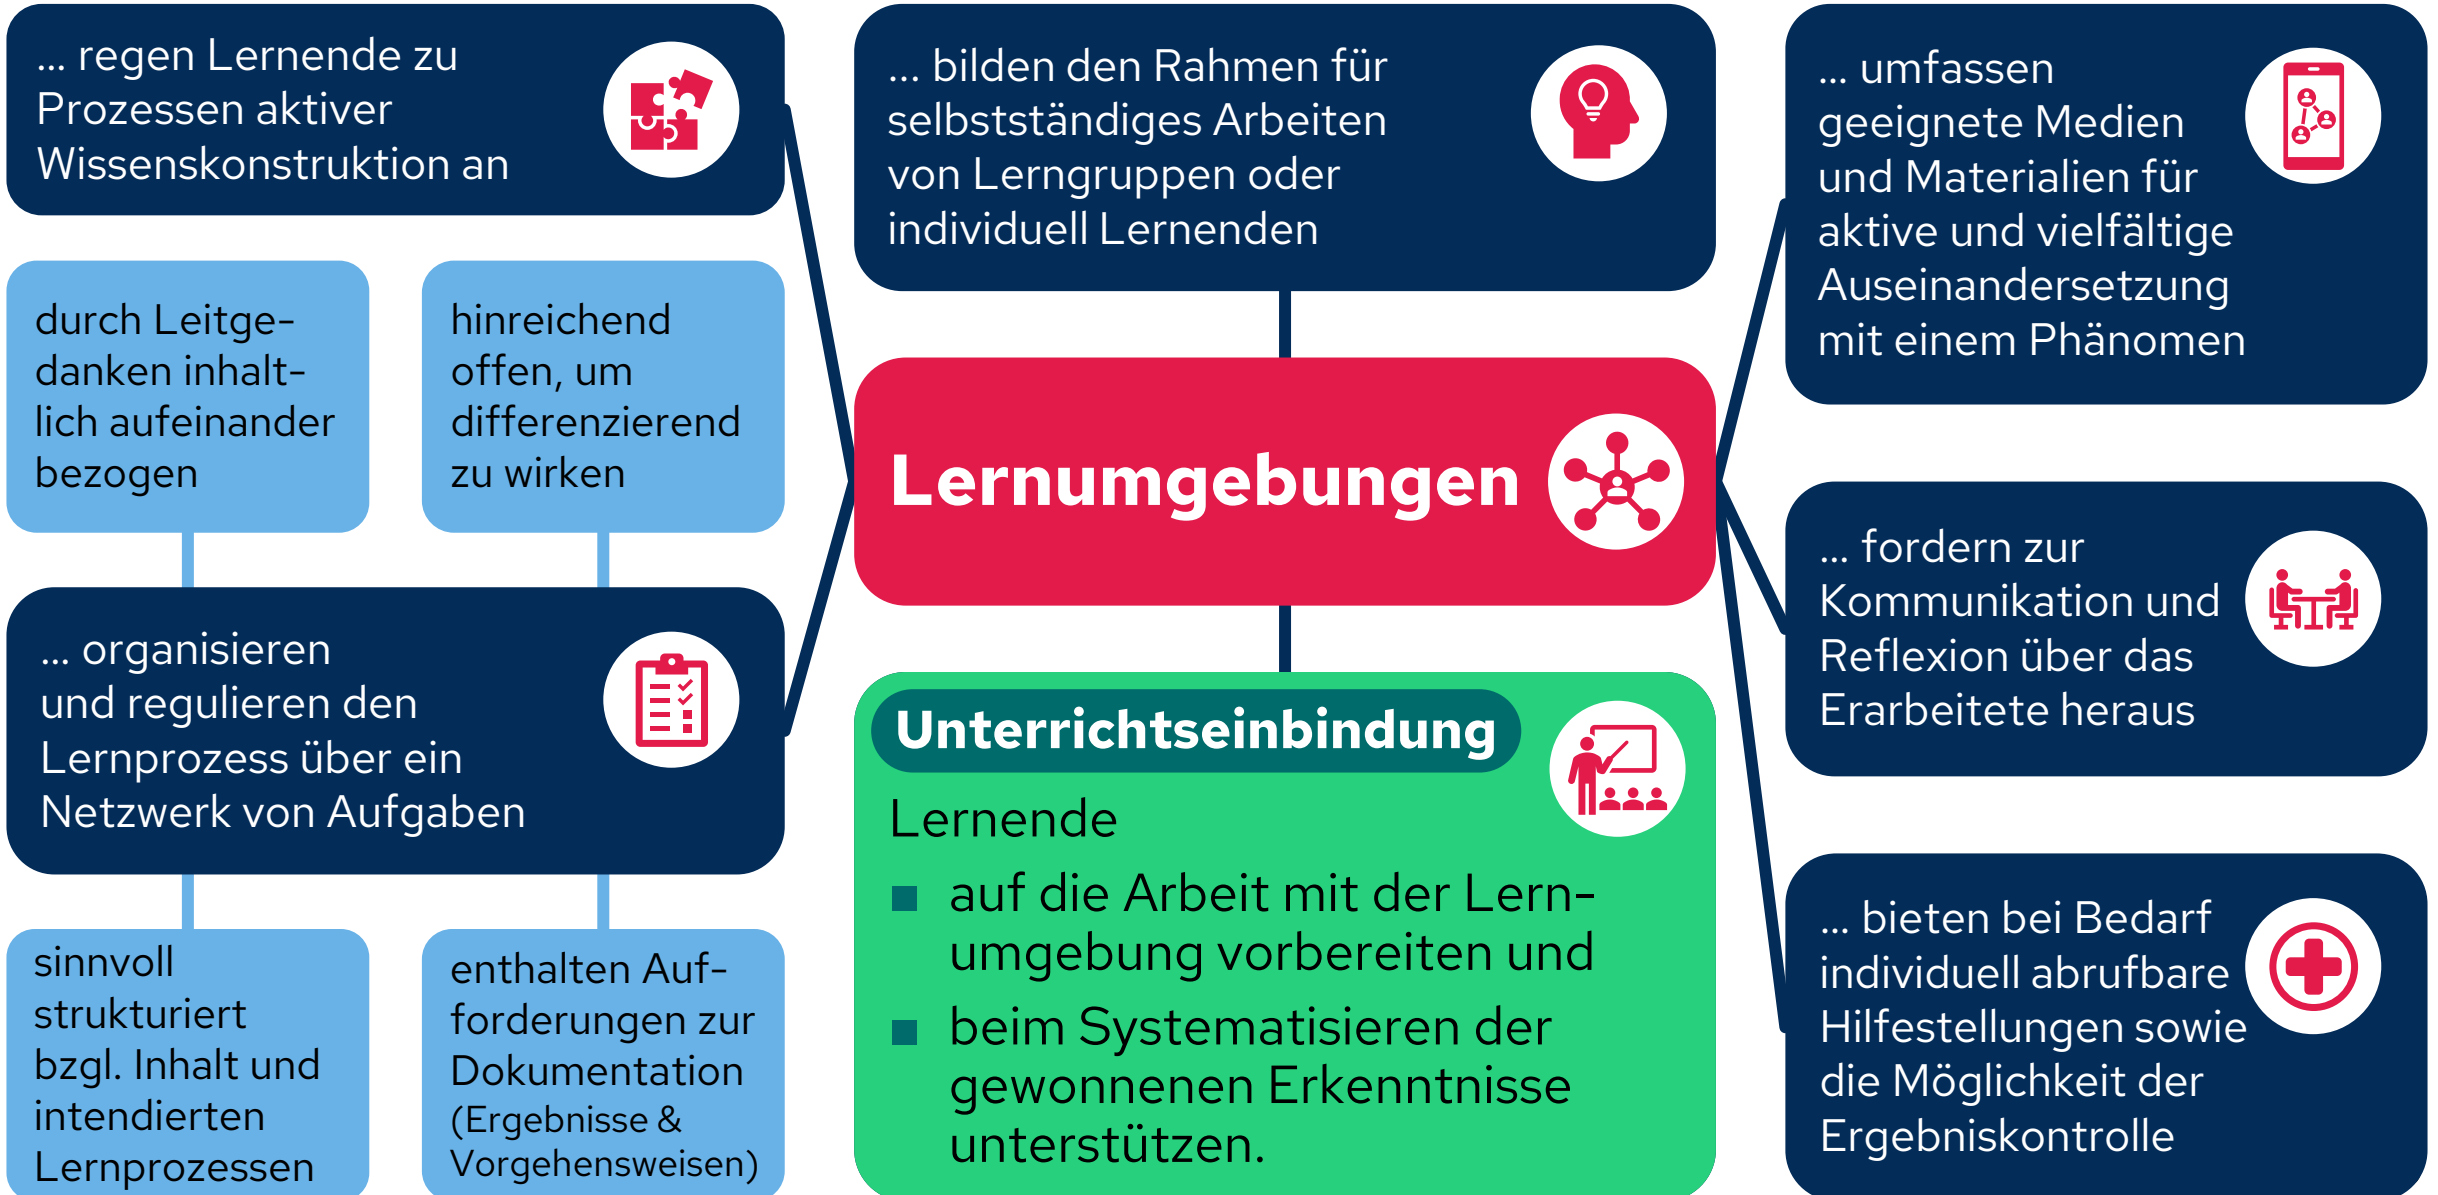 ... regen Lernende zu
Prozessen aktiver
Wissenskonstruktion an
durch Leitge-
danken inhalt-
lich aufeinander
bezogen
hinreichend
offen, um
differenzierend
zu wirken
... organisieren
und regulieren den
Lernprozess über ein
Netzwerk von Aufgaben
sinnvoll
strukturiert
bzgl. Inhalt und
intendierten
Lernprozessen
enthalten Auf-
forderungen zur
Dokumentation
(Ergebnisse &
Vorgehensweisen)
... bilden den Rahmen für
selbstständiges Arbeiten
von Lerngruppen oder
individuell Lernenden
Lernumgebungen
Unterrichtseinbindung
Lernende
■ auf die Arbeit mit der Lern-
umgebung vorbereiten und
■ beim Systematisieren der
gewonnenen Erkenntnisse
unterstützen.
... umfassen
geeignete Medien
und Materialien für
aktive und vielfältige
Auseinandersetzung
mit einem Phänomen
... fordern zur
Kommunikation und
Reflexion über das
Erarbeitete heraus
... bieten bei Bedarf
individuell abrufbare
Hilfestellungen sowie
die Möglichkeit der
Ergebniskontrolle